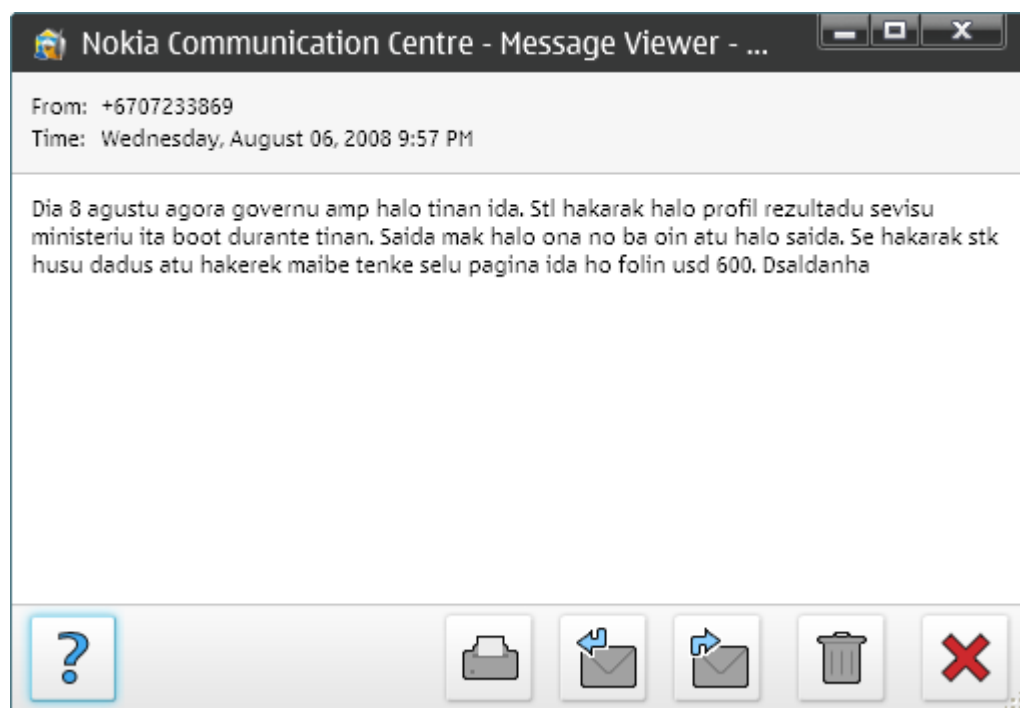 Nokia Communication Centre - Message Viewer - ...
From: +6707233869
Time: Wednesday, August 06, 2008 9:57 PM
Dia 8 agustu agora governu amp halo tinan ida. Stl hakarak halo profil rezultadu sevisu
ministeriu ita boot durante tinan. Saida mak halo ona no ba oin atu halo saida. Se hakarak stk
husu dadus atu hakerek maibe tenke selu pagina ida ho folin usd 600. Dsaldanha